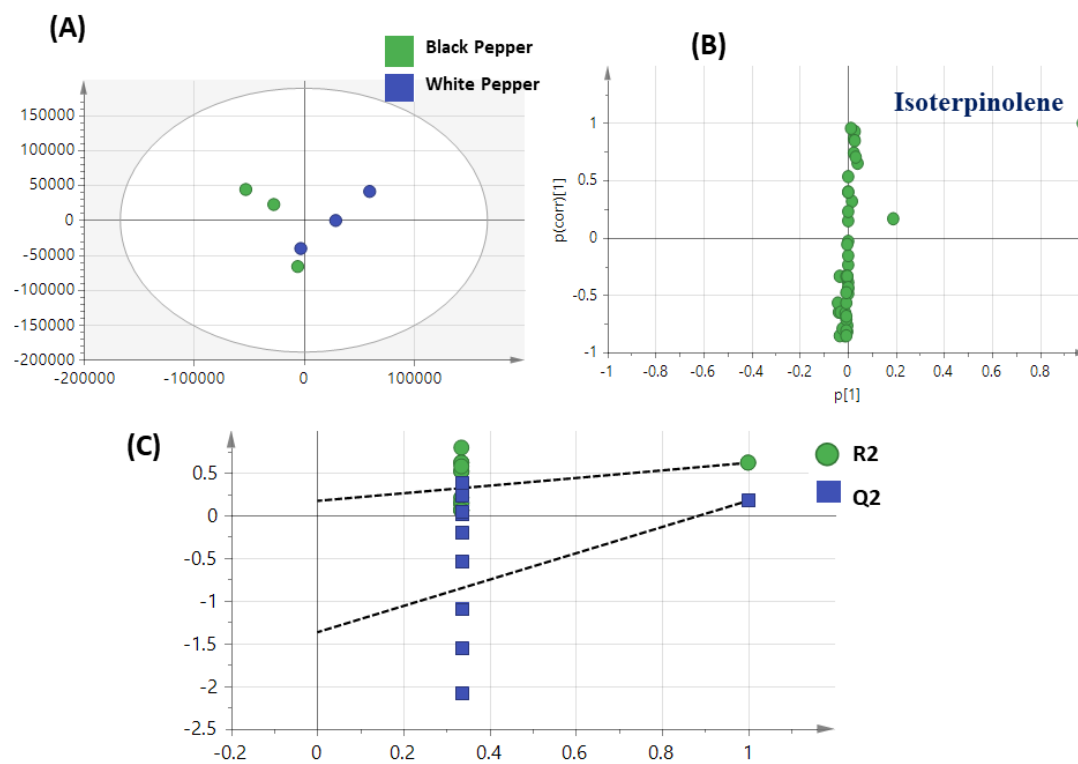 (A)
Black Pepper
White Pepper
150000
100000
50000
0
-50000
-100000
-150000
-200000
-200000 -100000 0 100000
(B)
Isoterpinolene
1
0.5
0
-0.5
-1
p(corr)[1]
-1 -0.8 -0.6 -0.4 -0.2 0 0.2 0.4 0.6 0.8
p[1]
(C)
R2
Q2
0.5
0
-0.5
-1
-1.5
-2
-2.5
-0.2 0 0.2 0.4 0.6 0.8 1